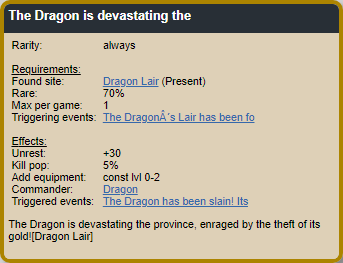 The Dragon is devastating the
Rarity: always
Requirements:
Found site: Dragon Lair (Present)
Rare: 70%
Max per game: 1
Triggering events: The DragonÂ´s Lair has been fo
Effects:
Unrest: +30
Kill pop: 5%
Add equipment: const lvl 0-2
Commander: Dragon
Triggered events: The Dragon has been slain! Its
The Dragon is devastating the province, enraged by the theft of its
gold![Dragon Lair]